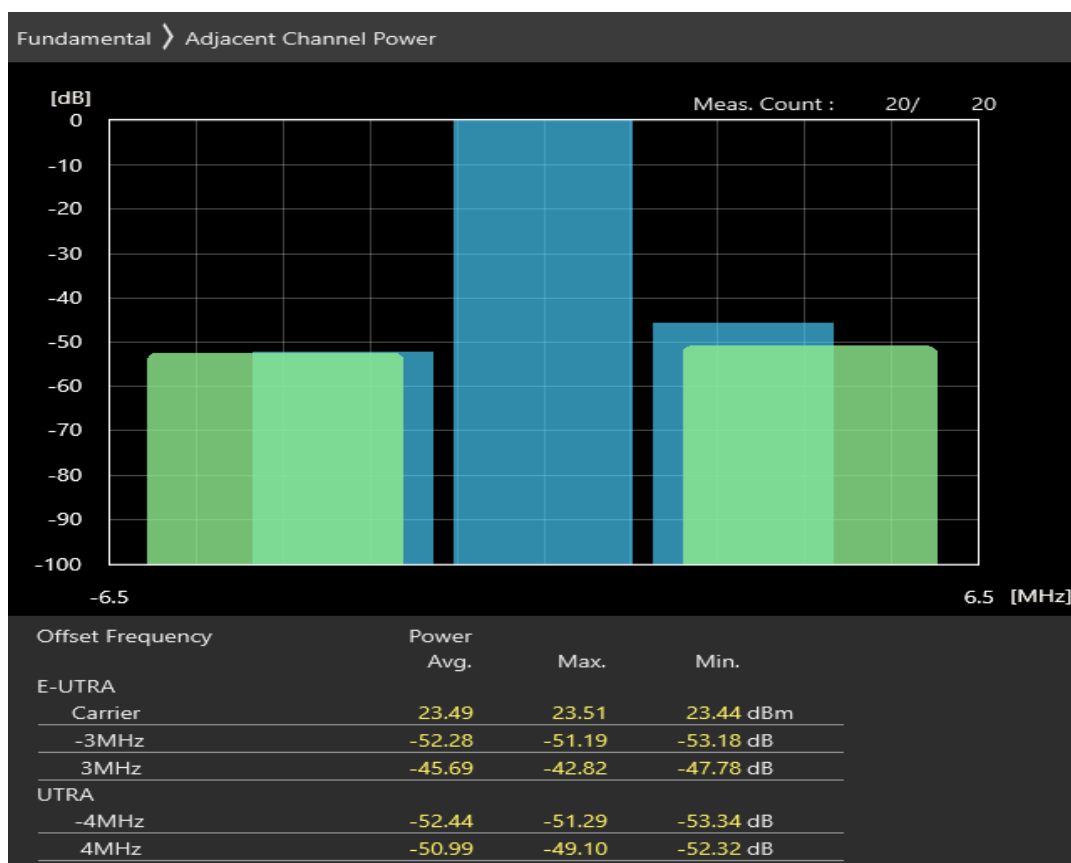 Fundamental ❯ Adjacent Channel Power
[dB]
Meas. Count : 20/ 20
0
-10
-20
-30
-40
-50
-60
-70
-80
-90
-100
-6.5 6.5 [MHz]
Offset Frequency Power
Avg. Max. Min.
E-UTRA
Carrier 23.49 23.51 23.44 dBm
-3MHz -52.28 -51.19 -53.18 dB
3MHz -45.69 -42.82 -47.78 dB
UTRA
-4MHz -52.44 -51.29 -53.34 dB
4MHz -50.99 -49.10 -52.32 dB